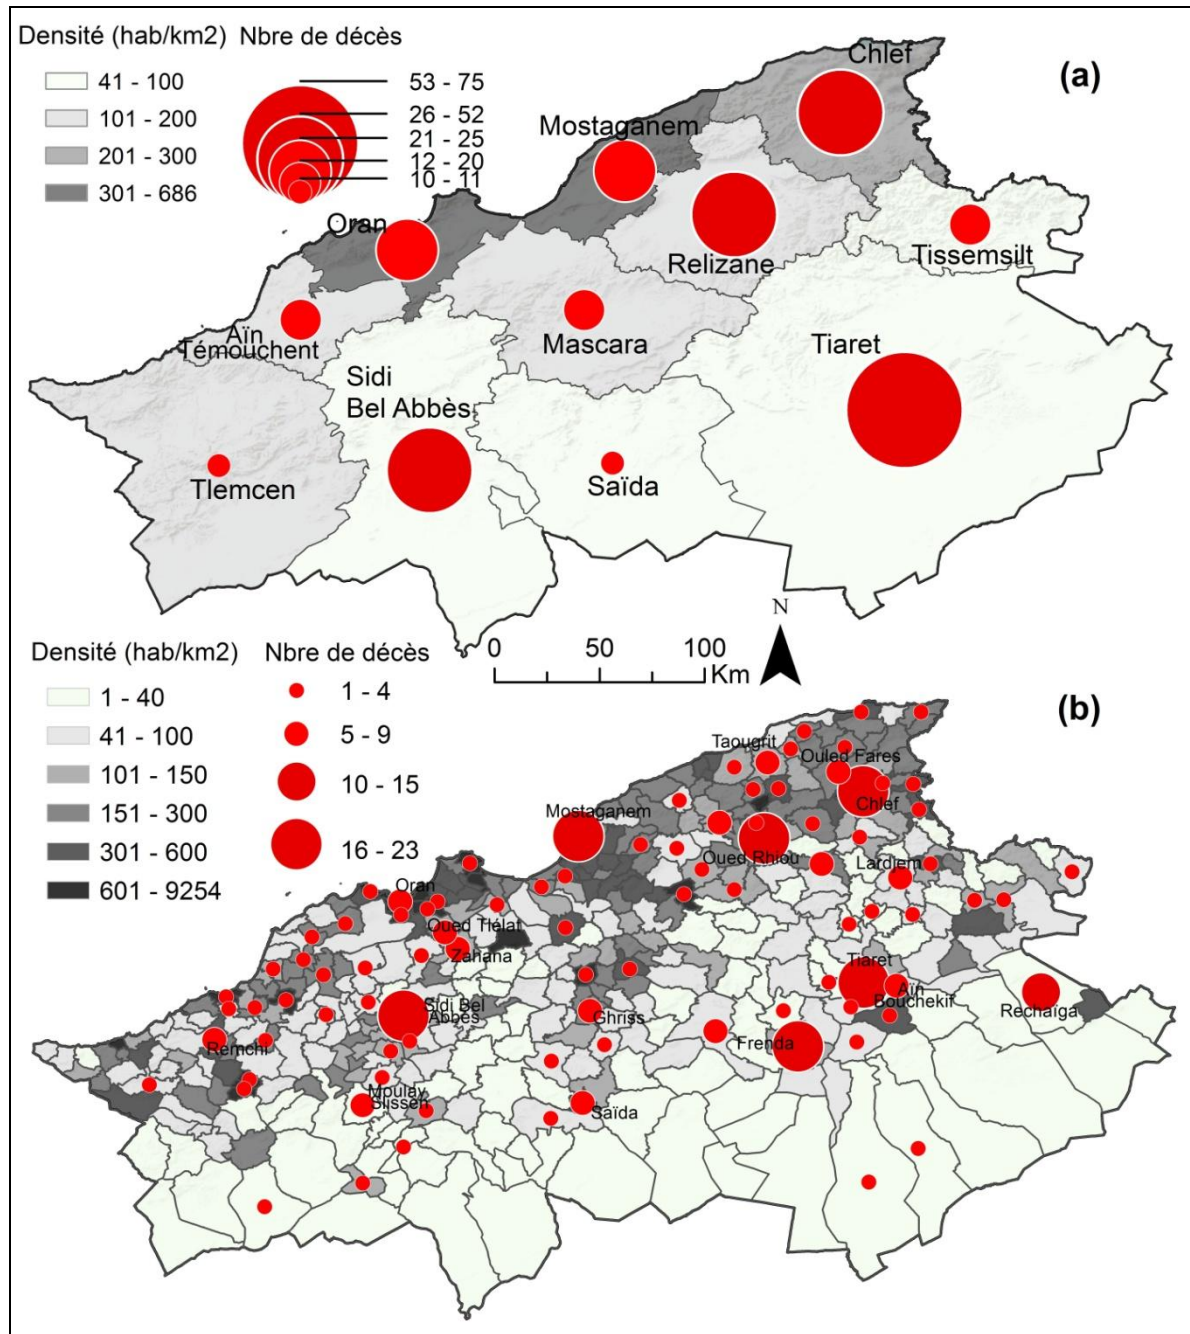 Densité (hab/km2)
Nbre de décès
41 - 100
101 - 200
201 - 300
301 - 686
53 - 75
26 - 52
21 - 25
12 - 20
10 - 11
(a)
Chlef
Mostaganem
Oran
Relizane
Tissemsilt
Aïn
Témouchent
Mascara
Tiaret
Sidi
Bel Abbès
Tlemcen
Saïda
N
0 50 100
Km
Densité (hab/km2)
Nbre de décès
1 - 40
41 - 100
101 - 150
151 - 300
301 - 600
601 - 9254
1 - 4
5 - 9
10 - 15
16 - 23
(b)
Taougrit
Ouled Fares
Chlef
Mostaganem
Oued Rhiou
Lardjem
Oran
Oued Tlélat
Zahana
Tiaret
Aïn
Bouchekif
Rechaïga
Sidi Bel
Abbès
Ghriss
Frenda
Remchi
Moulay
Slissen
Saïda